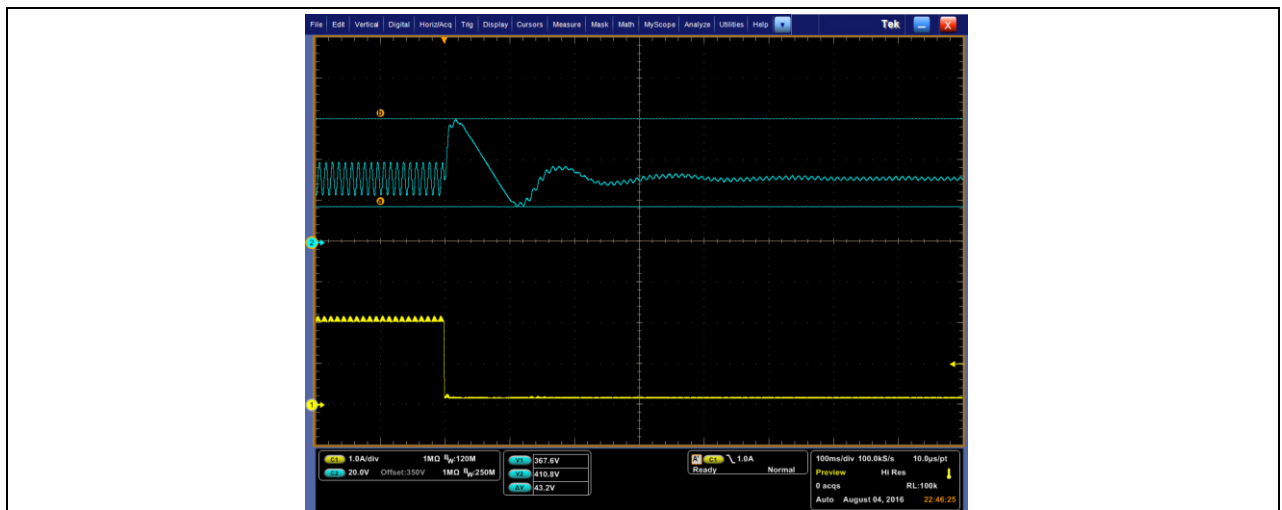 File Edit Vertical Digital Horiz/Acq Trig Display Cursors Measure Mask Math MyScope Analyze Utilities Help Tek X
b
a
2
1
C1 1.0A/div 1MΩ BW:120M
C2 20.0V Offset:350V 1MΩ BW:250M
V1 367.6V
V2 410.8V
ΔV 43.2V
A' C1 1.0A
Ready Normal
100ms/div 100.0kS/s 10.0µs/pt
Preview Hi Res
0 acqs RL:100k
Auto August 04, 2016 22:46:25